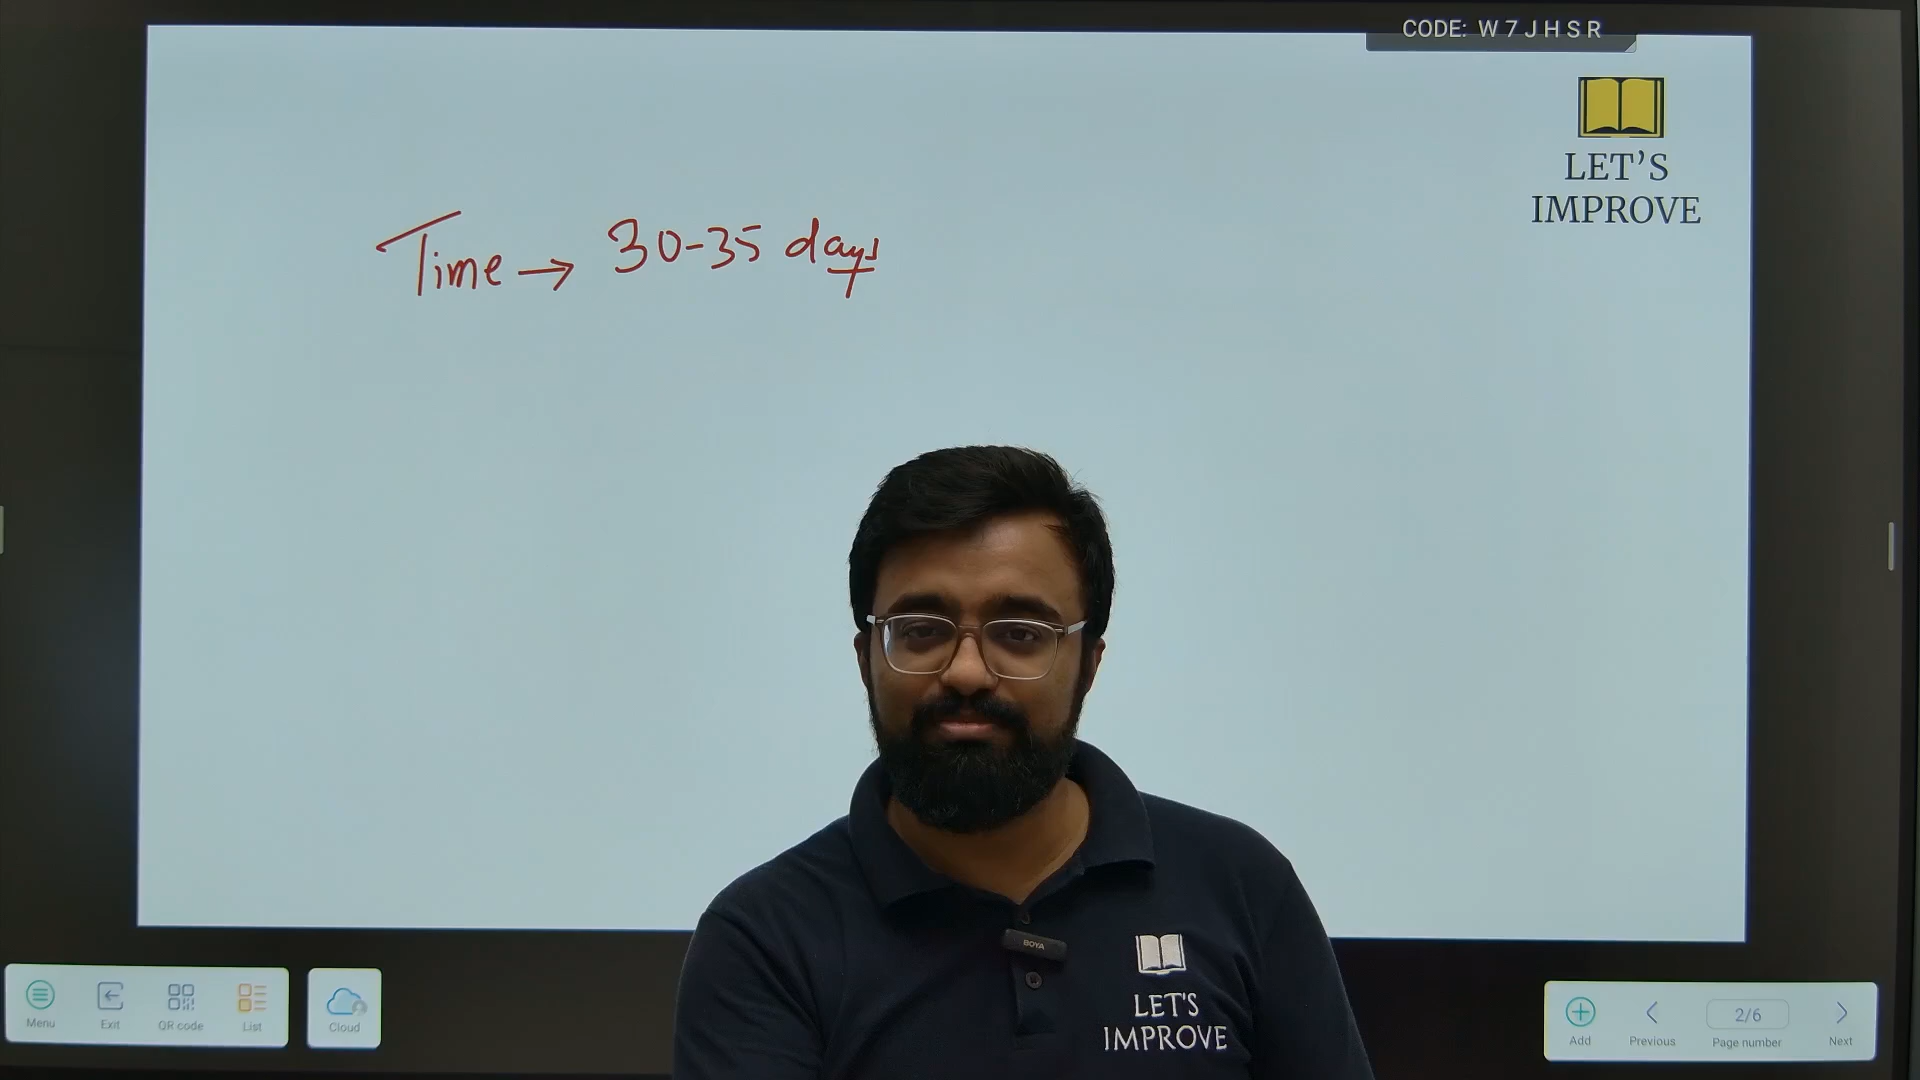 CODE: W7JHSR
LET'S
IMPROVE
Time → 30-35 days
BOYA
LET'S
IMPROVE
Menu
Exit
QR code
List
Cloud
Add
Previous
2/6
Page number
Next